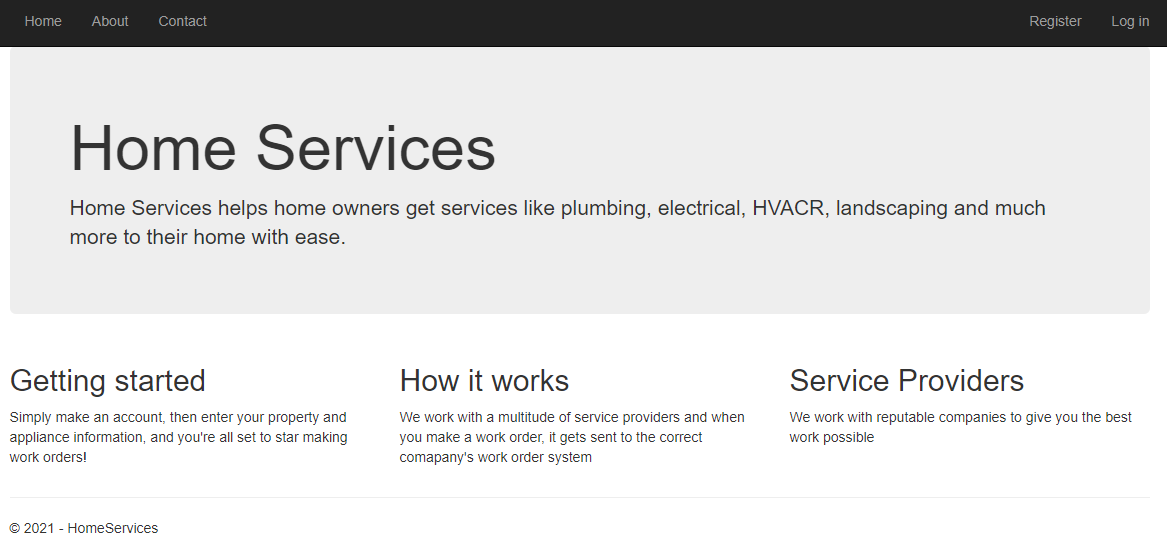 Home About Contact Register Log in
Home Services
Home Services helps home owners get services like plumbing, electrical, HVACR, landscaping and much
more to their home with ease.
Getting started
Simply make an account, then enter your property and
appliance information, and you're all set to star making
work orders!
How it works
We work with a multitude of service providers and when
you make a work order, it gets sent to the correct
comapany's work order system
Service Providers
We work with reputable companies to give you the best
work possible
© 2021 - HomeServices